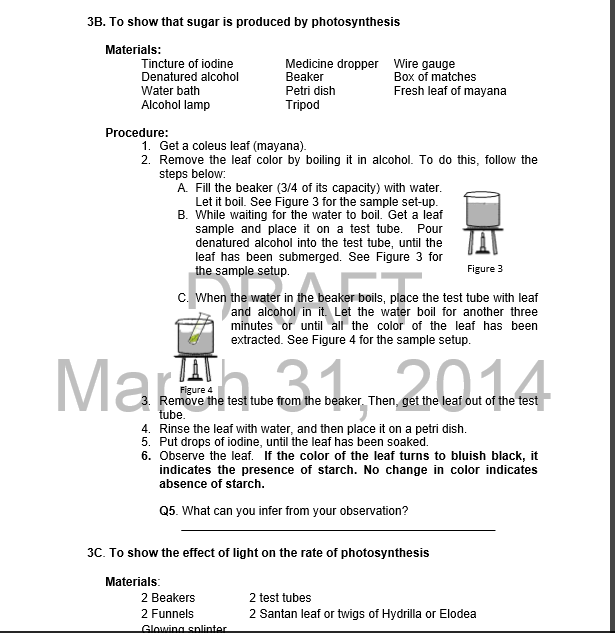 3B. To show that sugar is produced by photosynthesis
Materials:
Tincture of iodine Medicine dropper Wire gauge
Denatured alcohol Beaker Box of matches
Water bath Petri dish Fresh leaf of mayana
Alcohol lamp Tripod
Procedure:
1. Get a coleus leaf (mayana).
2. Remove the leaf color by boiling it in alcohol. To do this, follow the
steps below:
A. Fill the beaker (3/4 of its capacity) with water.
Let it boil. See Figure 3 for the sample set-up.
B. While waiting for the water to boil. Get a leaf
sample and place it on a test tube. Pour
denatured alcohol into the test tube, until the
leaf has been submerged. See Figure 3 for
the sample setup.
Figure 3
C. When the water in the beaker boils, place the test tube with leaf
and alcohol in it. Let the water boil for another three
minutes or until all the color of the leaf has been
extracted. See Figure 4 for the sample setup.
Figure 4
3. Remove the test tube from the beaker. Then, get the leaf out of the test
tube.
4. Rinse the leaf with water, and then place it on a petri dish.
5. Put drops of iodine, until the leaf has been soaked.
6. Observe the leaf. If the color of the leaf turns to bluish black, it
indicates the presence of starch. No change in color indicates
absence of starch.
Q5. What can you infer from your observation?
3C. To show the effect of light on the rate of photosynthesis
Materials:
2 Beakers 2 test tubes
2 Funnels 2 Santan leaf or twigs of Hydrilla or Elodea
Glowing splinter
DRAFT
March 31, 2014